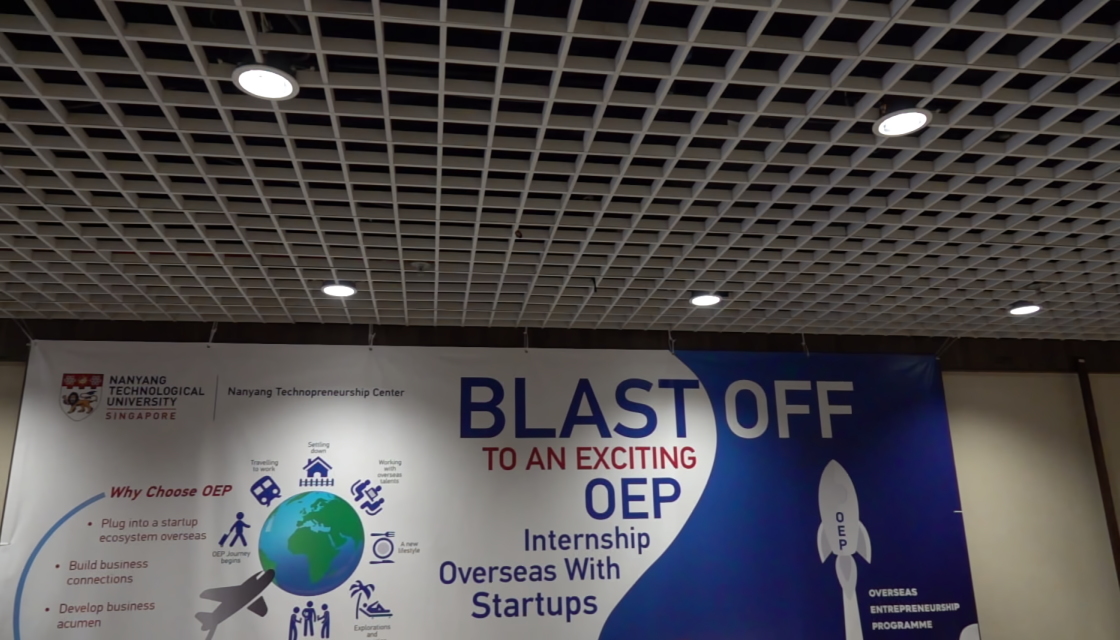 NANYANG
TECHNOLOGICAL
UNIVERSITY
SINGAPORE
Nanyang Technopreneurship Center
BLAST OFF
TO AN EXCITING
OEP
Internship
Overseas With
Startups
Why Choose OEP
• Plug into a startup
ecosystem overseas
• Build business
connections
• Develop business
acumen
Settling
down
Travelling
to work
Working
with
overseas
talents
OEP Journey
begins
A new
lifestyle
Explorations
and
OEP
OVERSEAS
ENTREPRENEURSHIP
PROGRAMME